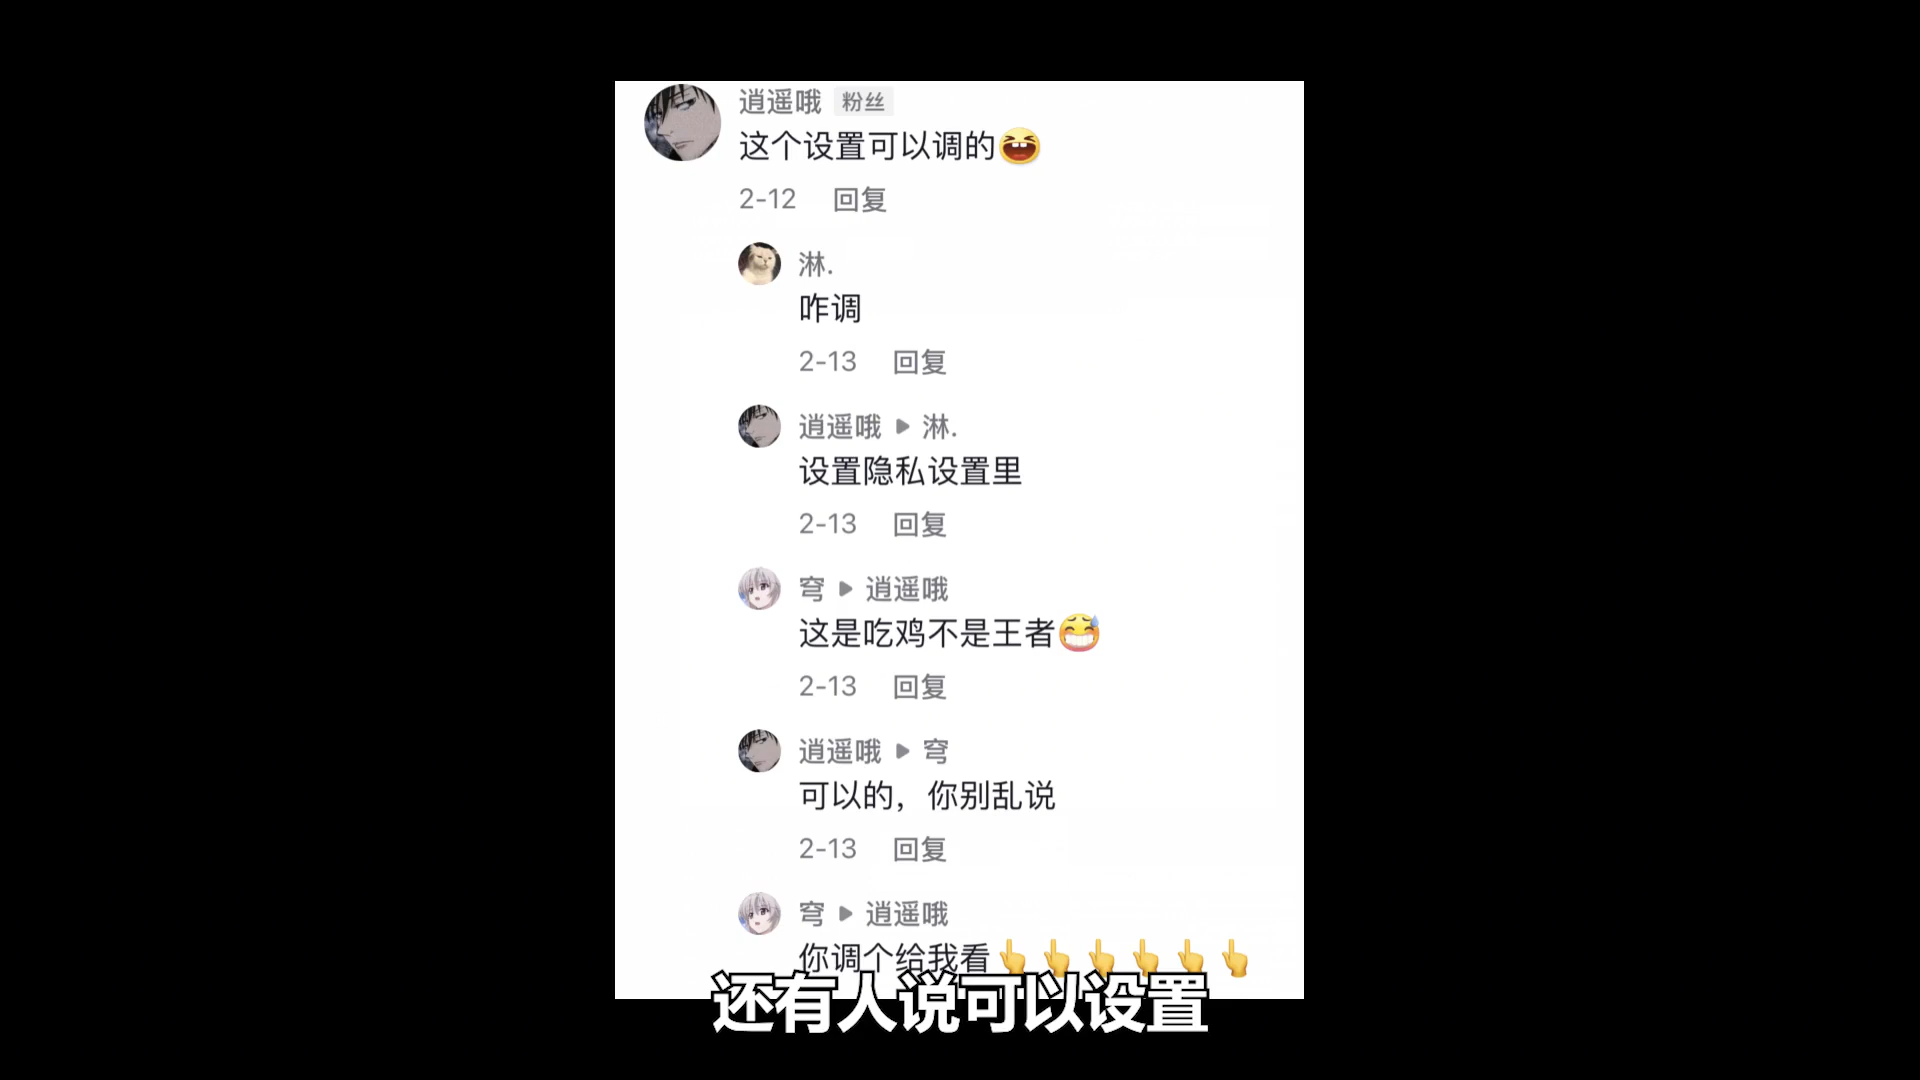 逍遥哦 粉丝
这个设置可以调的😆
2-12 回复
淋.
咋调
2-13 回复
逍遥哦 ▶ 淋.
设置隐私设置里
2-13 回复
穹 ▶ 逍遥哦
这是吃鸡不是王者😅
2-13 回复
逍遥哦 ▶ 穹
可以的，你别乱说
2-13 回复
穹 ▶ 逍遥哦
你调个给我看👆👆👆👆👆👆
还有人说可以设置